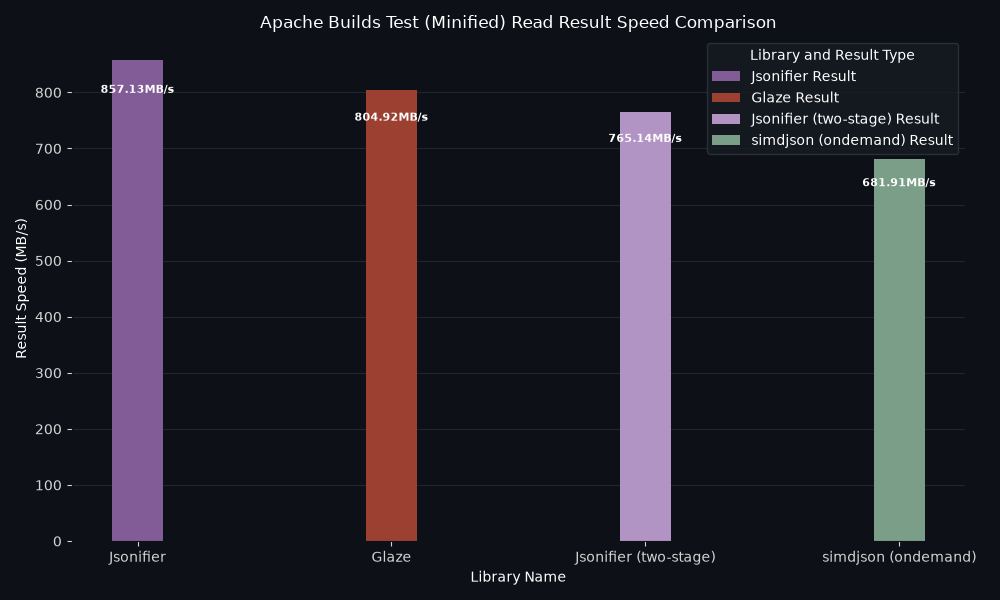 Apache Builds Test (Minified) Read Result Speed Comparison
Library and Result Type
Jsonifier Result
Glaze Result
Jsonifier (two-stage) Result
simdjson (ondemand) Result
857.13MB/s
804.92MB/s
765.14MB/s
681.91MB/s
Result Speed (MB/s)
800
700
600
500
400
300
200
100
0
Jsonifier
Glaze
Jsonifier (two-stage)
simdjson (ondemand)
Library Name